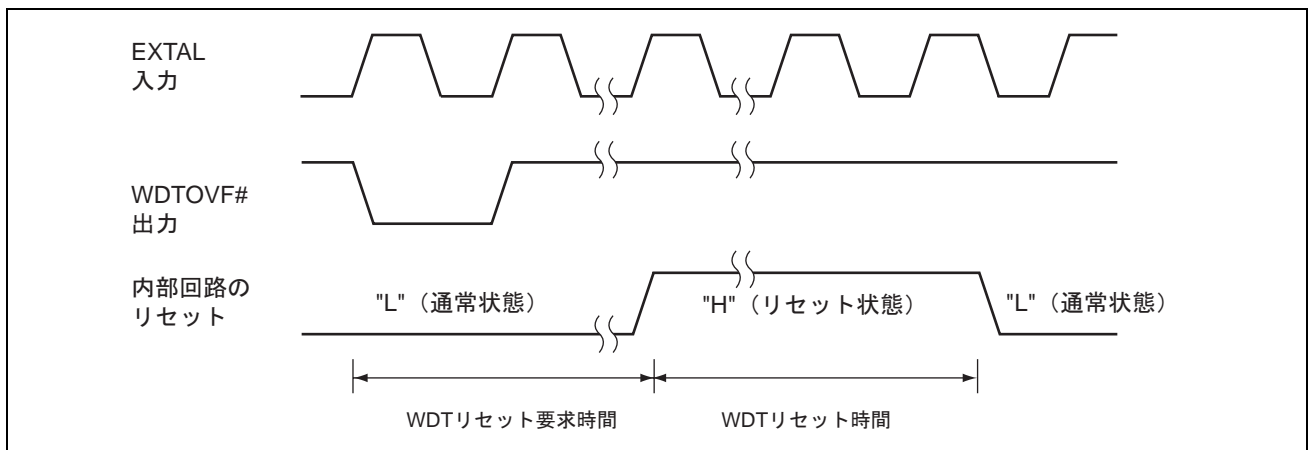 EXTAL
入力
WDTOVF#
出力
内部回路の
リセット
"L"（通常状態）
"H"（リセット状態）
"L"（通常状態）
WDTリセット要求時間
WDTリセット時間